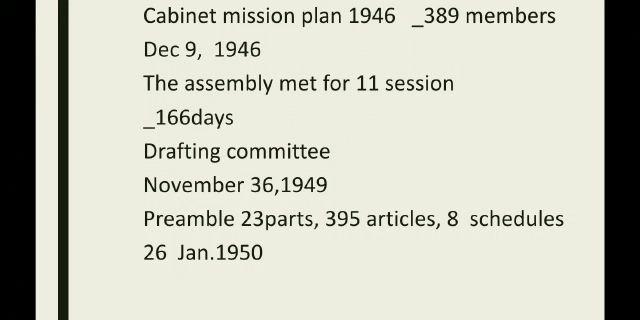 Cabinet mission plan 1946 _389 members
Dec 9, 1946
The assembly met for 11 session
_166days
Drafting committee
November 36,1949
Preamble 23parts, 395 articles, 8 schedules
26 Jan.1950